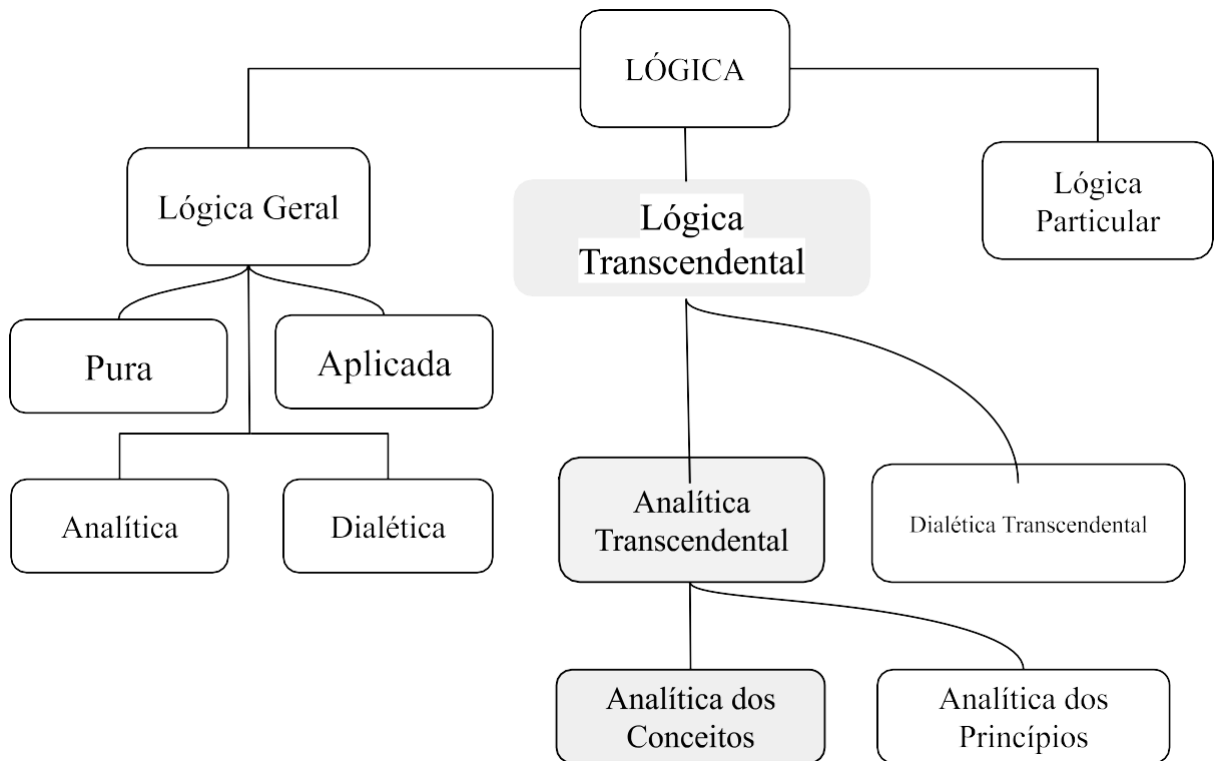 LÓGICA
Lógica Geral
Lógica
Transcendental
Lógica
Particular
Pura
Aplicada
Analítica
Dialética
Analítica
Transcendental
Dialética Transcendental
Analítica dos
Conceitos
Analítica dos
Princípios